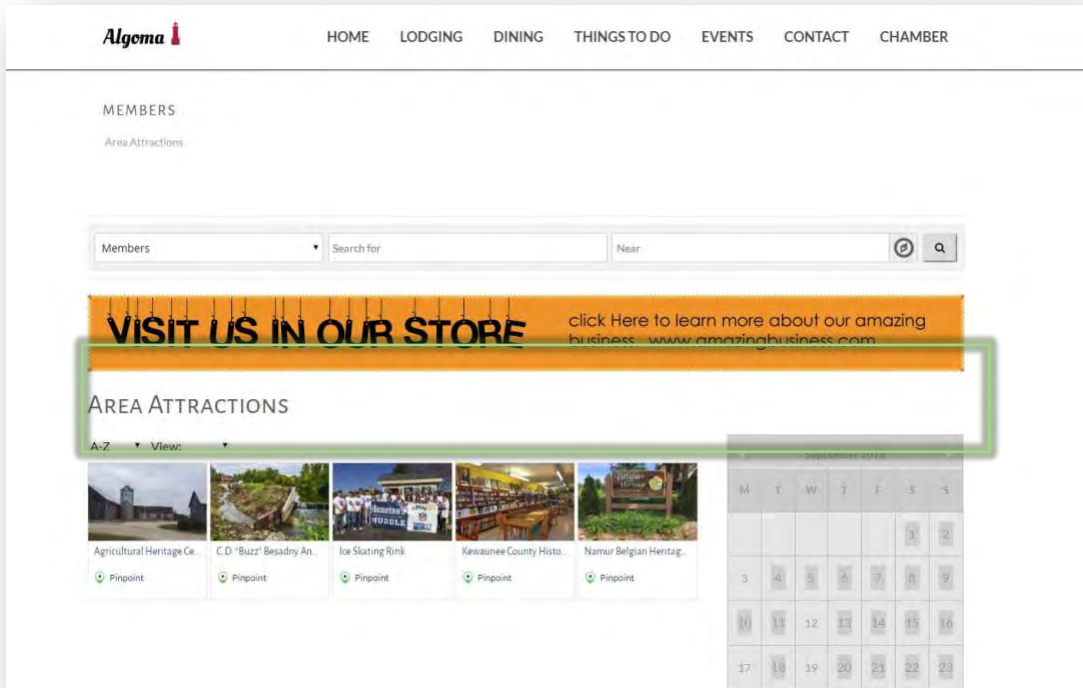 Algoma
HOME LODGING DINING THINGS TO DO EVENTS CONTACT CHAMBER
MEMBERS
Area Attractions
Members Search for Near
VISIT US IN OUR STORE
click Here to learn more about our amazing
business www.amazingbusiness.com
AREA ATTRACTIONS
A-Z View:
September 2018
M T W T F S S
1 2
3 4 5 6 7 8 9
10 11 12 13 14 15 16
17 18 19 20 21 22 23
HUDDLE
Agricultural Heritage Ce.. C.D. "Buzz" Besadny An.. Ice Skating Rink Kewaunee County Histo.. Namur Belgian Heritag..
Pinpoint Pinpoint Pinpoint Pinpoint Pinpoint